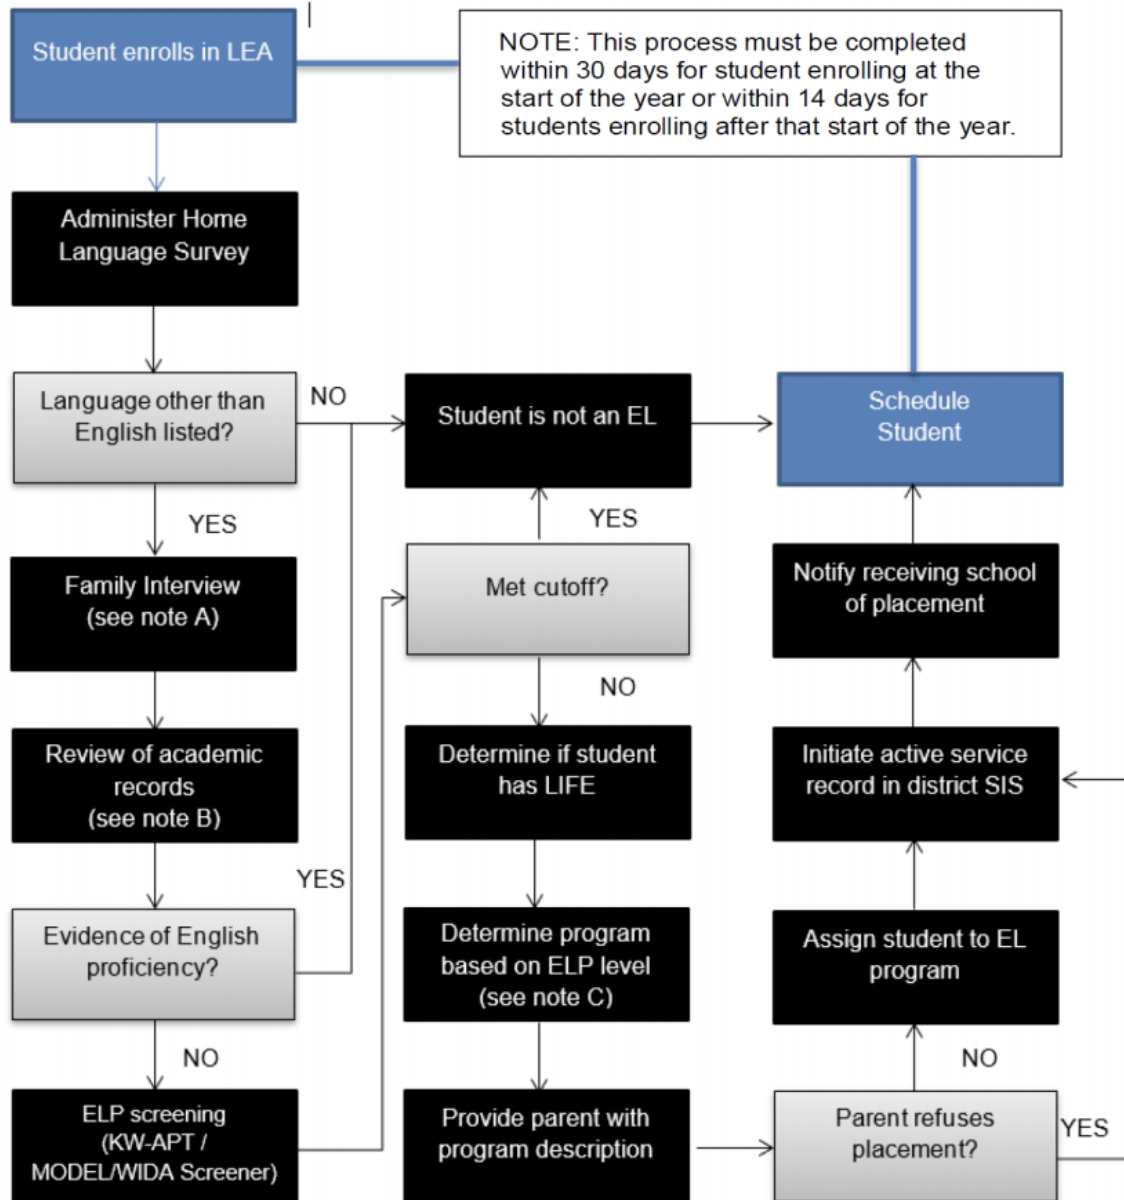 Student enrolls in LEA
NOTE: This process must be completed
within 30 days for student enrolling at the
start of the year or within 14 days for
students enrolling after that start of the year.
Administer Home
Language Survey
Language other than
English listed?
NO
Student is not an EL
Schedule
Student
YES
YES
Family Interview
(see note A)
Met cutoff?
Notify receiving school
of placement
NO
Review of academic
records
(see note B)
Determine if student
has LIFE
Initiate active service
record in district SIS
YES
Evidence of English
proficiency?
Determine program
based on ELP level
(see note C)
Assign student to EL
program
NO
NO
ELP screening
(KW-APT /
MODEL/WIDA Screener)
Provide parent with
program description
Parent refuses
placement?
YES